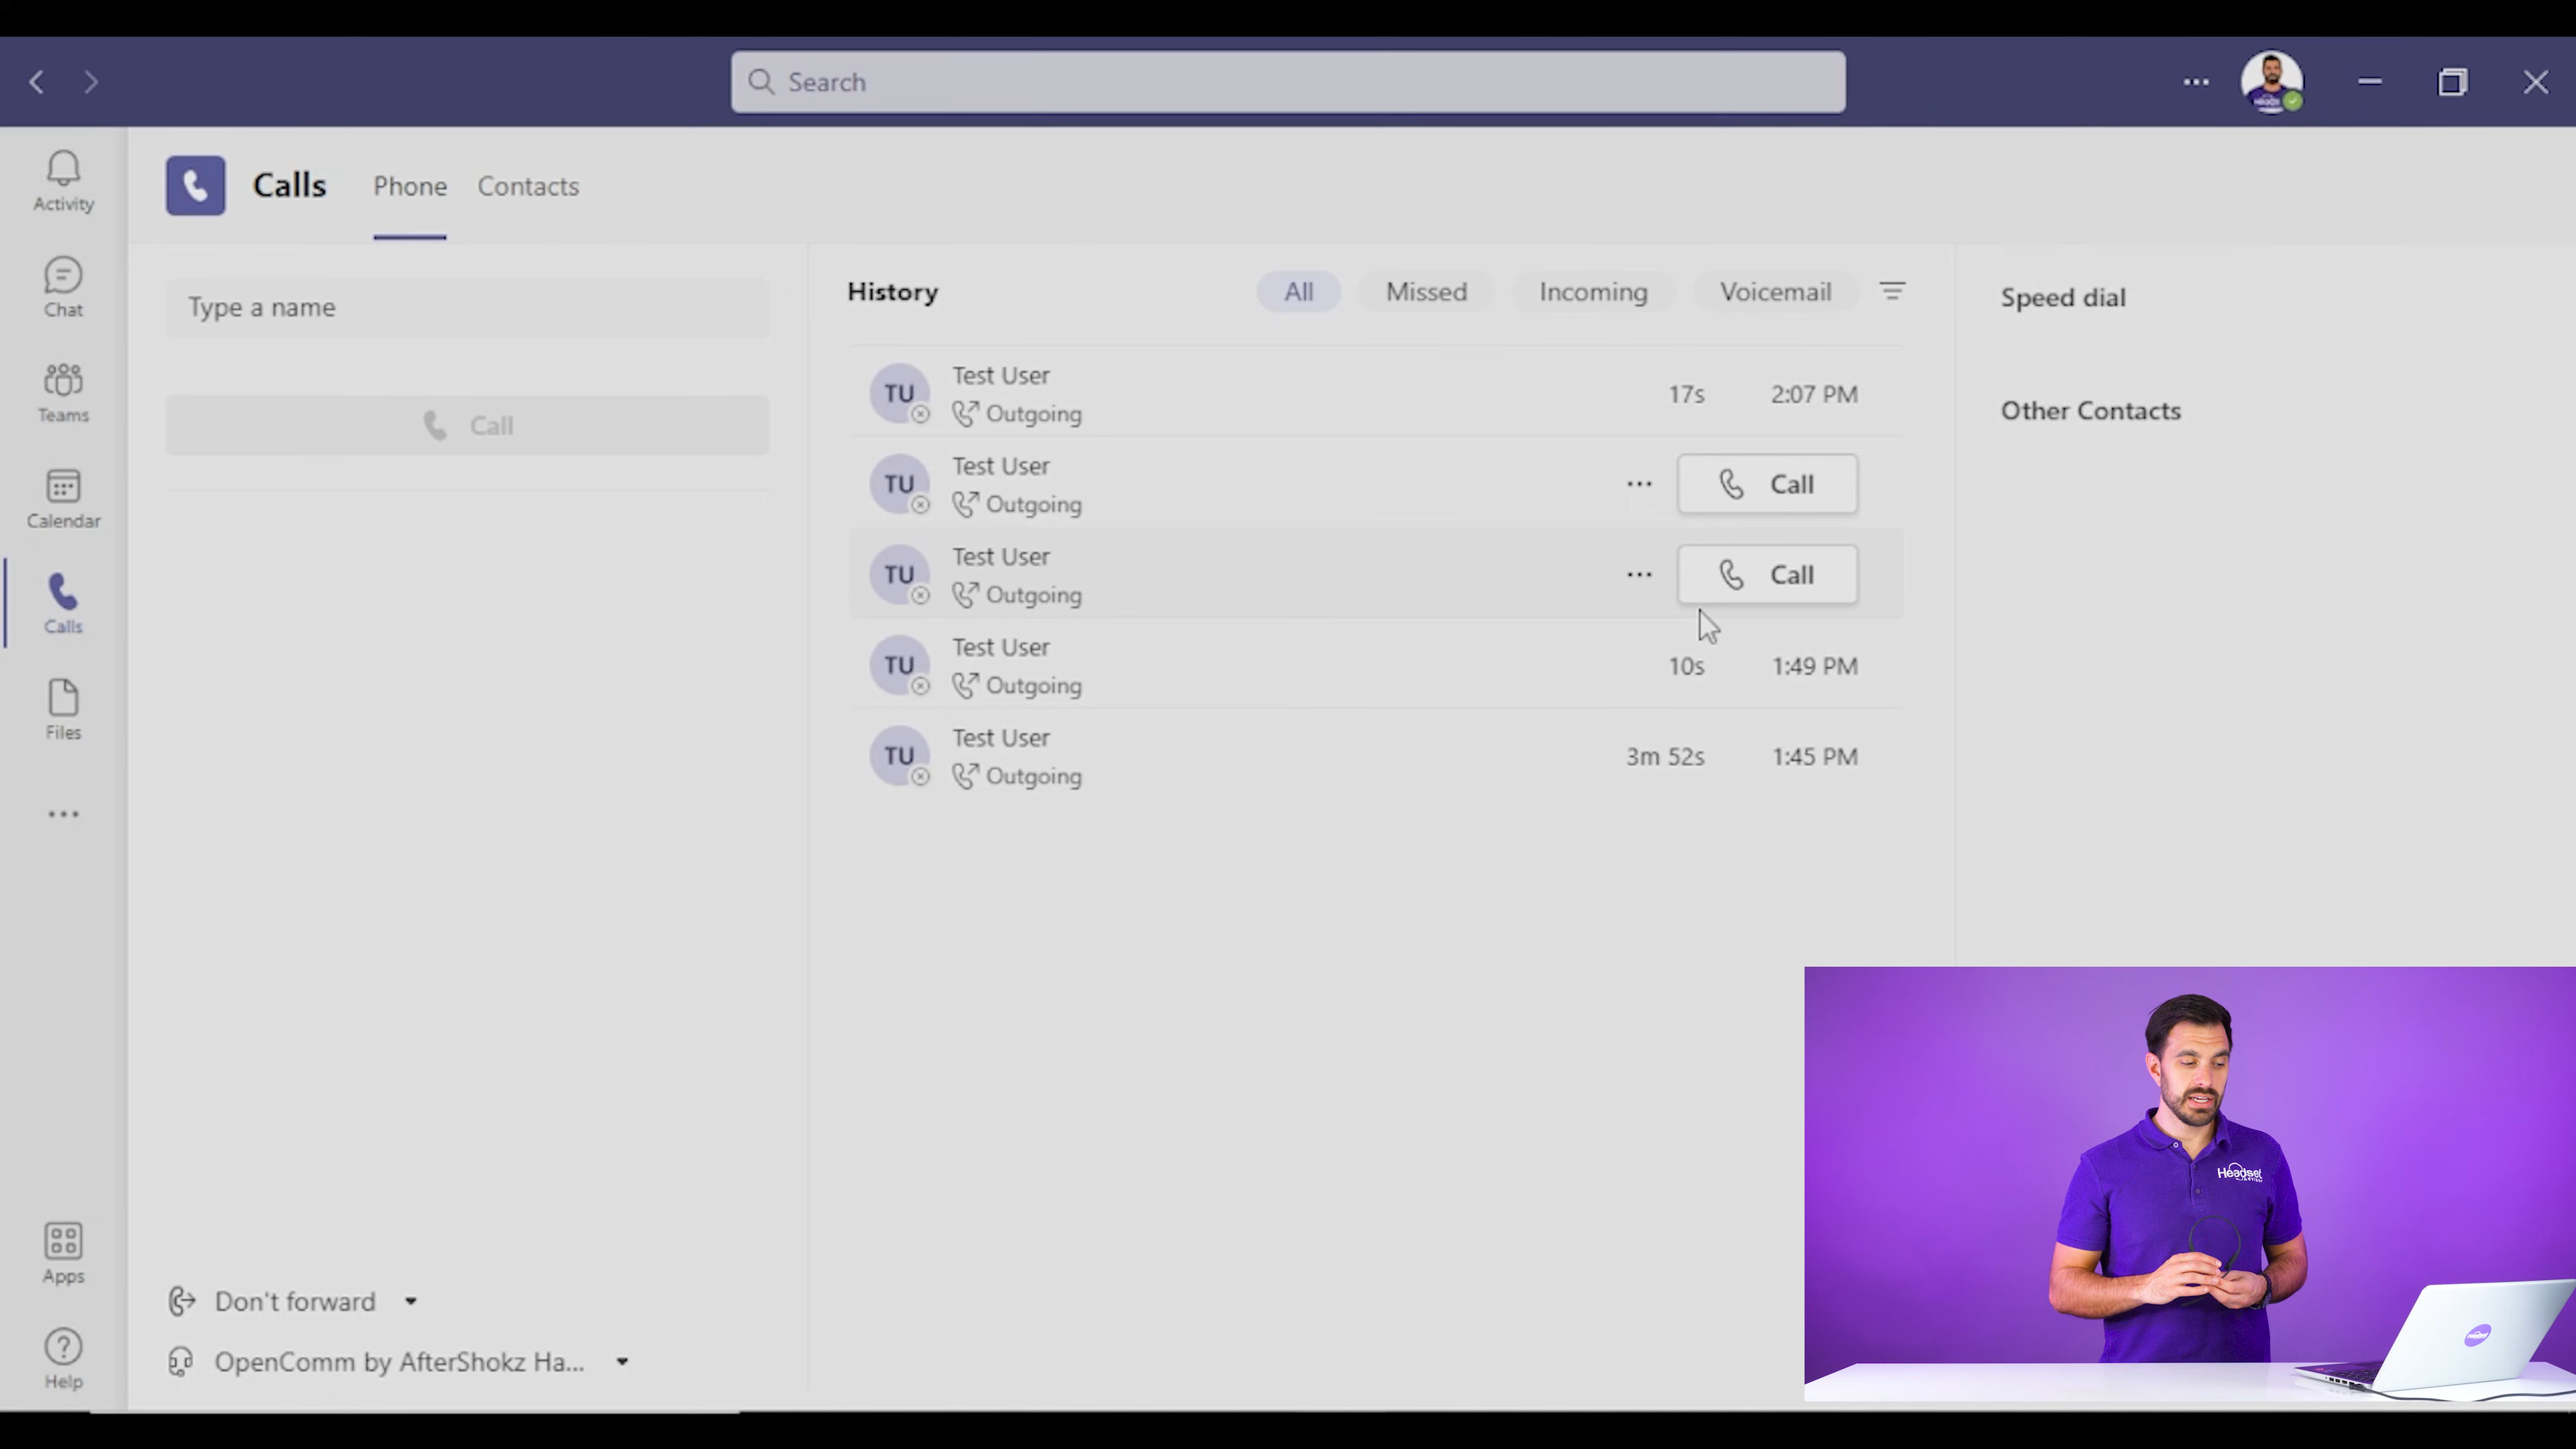 Search
Activity
Chat
Teams
Calendar
Calls
Files
Apps
Help
Calls Phone Contacts
Type a name
Call
Don't forward
OpenComm by AfterShokz Ha...
History All Missed Incoming Voicemail
TU Test User
Outgoing 17s 2:07 PM
TU Test User
Outgoing ... Call
TU Test User
Outgoing ... Call
TU Test User
Outgoing 10s 1:49 PM
TU Test User
Outgoing 3m 52s 1:45 PM
Speed dial
Other Contacts
Headset